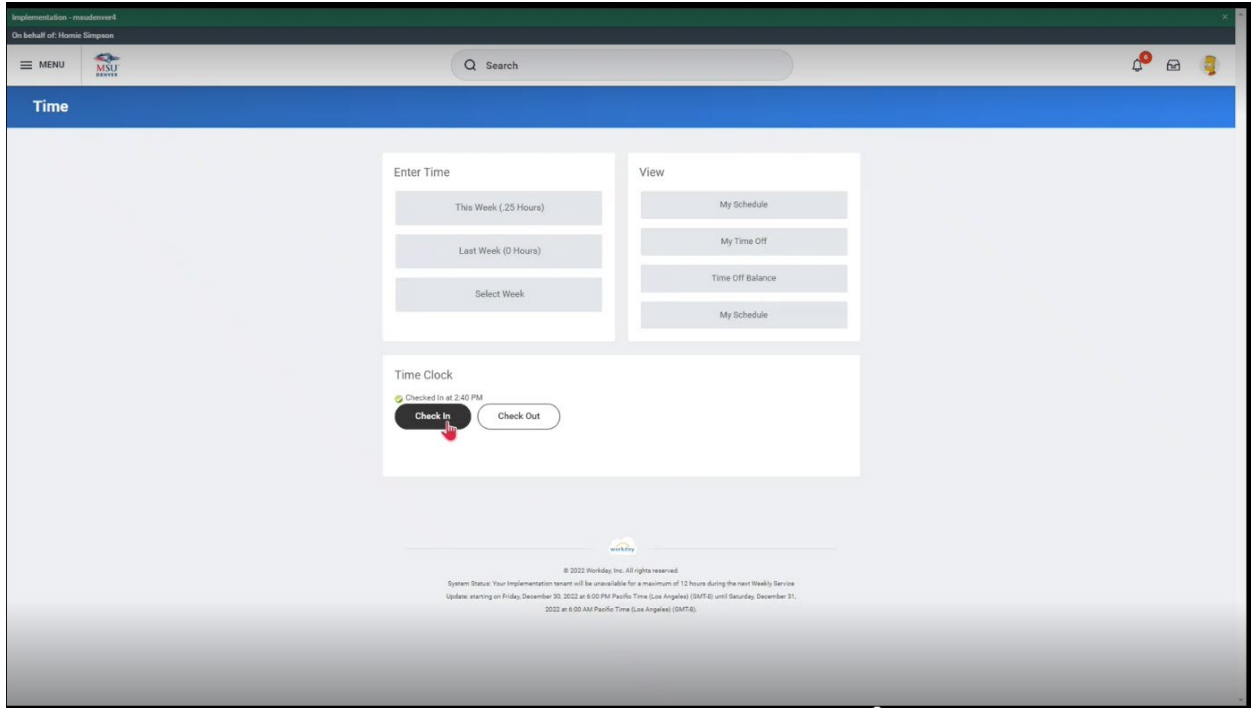 Implementation - msudenver4
On behalf of: Homie Simpson
MENU
MSU
DENVER
Search
Time
Enter Time
This Week (.25 Hours)
Last Week (0 Hours)
Select Week
View
My Schedule
My Time Off
Time Off Balance
My Schedule
Time Clock
Checked In at 2:40 PM
Check In
Check Out
workday
© 2022 Workday, Inc. All rights reserved.
System Status: Your Implementation tenant will be unavailable for a maximum of 12 hours during the next Weekly Service
Update: starting on Friday, December 30, 2022 at 6:00 PM Pacific Time (Los Angeles) (GMT-8) until Saturday, December 31,
2022 at 6:00 AM Pacific Time (Los Angeles) (GMT-8).